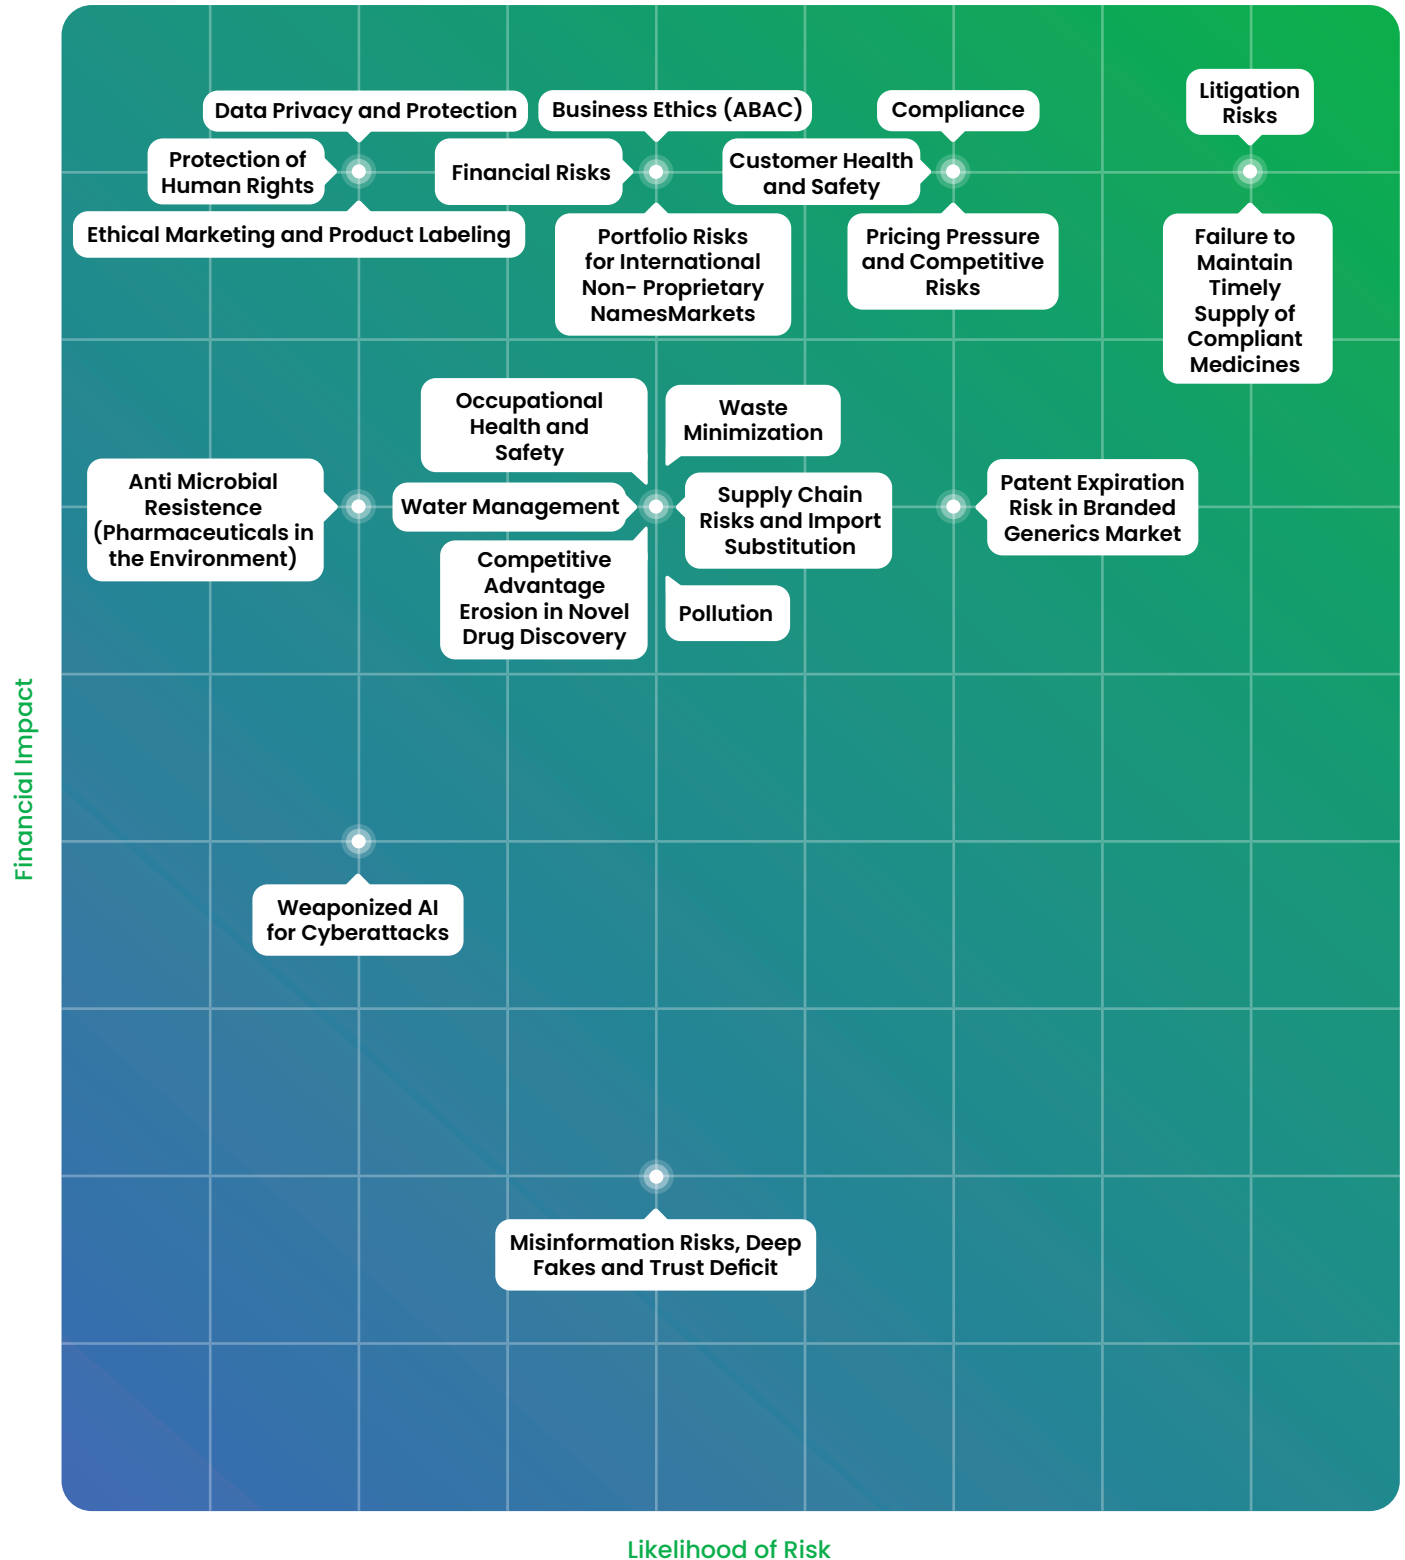 Data Privacy and Protection
Business Ethics (ABAC)
Compliance
Litigation
Risks
Protection of
Human Rights
Financial Risks
Customer Health
and Safety
Ethical Marketing and Product Labeling
Portfolio Risks
for International
Non- Proprietary
NamesMarkets
Pricing Pressure
and Competitive
Risks
Failure to
Maintain
Timely
Supply of
Compliant
Medicines
Occupational
Health and
Safety
Waste
Minimization
Anti Microbial
Resistence
(Pharmaceuticals in
the Environment)
Water Management
Supply Chain
Risks and Import
Substitution
Patent Expiration
Risk in Branded
Generics Market
Competitive
Advantage
Erosion in Novel
Drug Discovery
Pollution
Financial Impact
Weaponized AI
for Cyberattacks
Misinformation Risks, Deep
Fakes and Trust Deficit
Likelihood of Risk